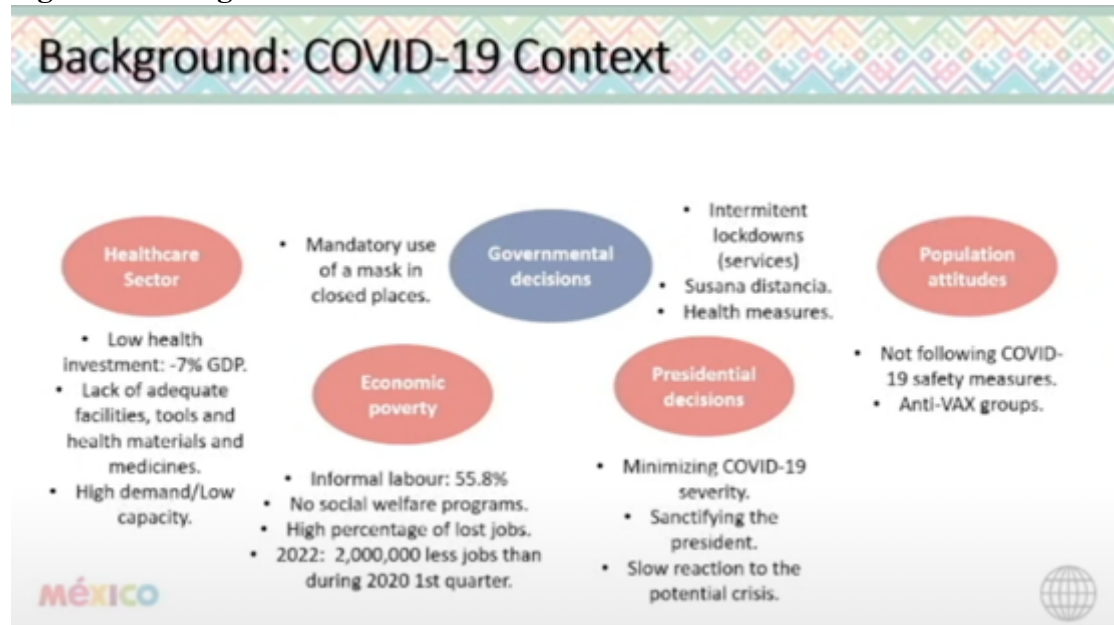 Background: COVID-19 Context
Healthcare
Sector
• Low health
investment: -7% GDP.
• Lack of adequate
facilities, tools and
health materials and
medicines.
• High demand/Low
capacity.
• Mandatory use
of a mask in
closed places.
Governmental
decisions
• Intermitent
lockdowns
(services)
• Susana distancia.
• Health measures.
Economic
poverty
• Informal labour: 55.8%
• No social welfare programs.
• High percentage of lost jobs.
• 2022: 2,000,000 less jobs than
during 2020 1st quarter.
Presidential
decisions
• Minimizing COVID-19
severity.
• Sanctifying the
president.
• Slow reaction to the
potential crisis.
Population
attitudes
• Not following COVID-
19 safety measures.
• Anti-VAX groups.
méxico